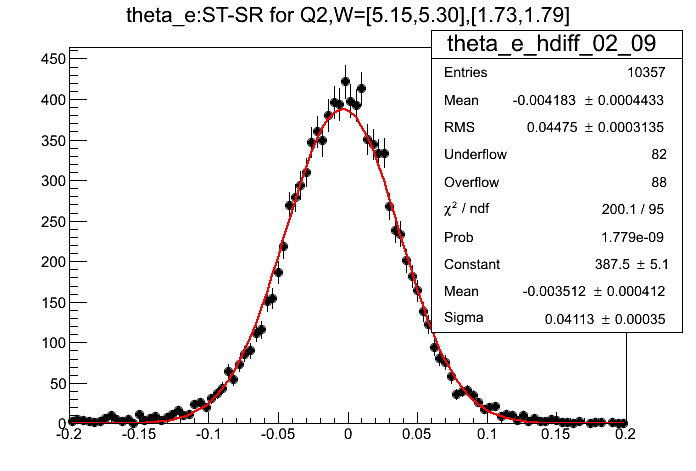 theta_e:ST-SR for Q2,W=[5.15,5.30],[1.73,1.79]
theta_e_hdiff_02_09
Entries 10357
Mean -0.004183 ± 0.0004433
RMS 0.04475 ± 0.0003135
Underflow 82
Overflow 88
χ² / ndf 200.1 / 95
Prob 1.779e-09
Constant 387.5 ± 5.1
Mean -0.003512 ± 0.000412
Sigma 0.04113 ± 0.00035
450
400
350
300
250
200
150
100
50
0
-0.2 -0.15 -0.1 -0.05 0 0.05 0.1 0.15 0.2